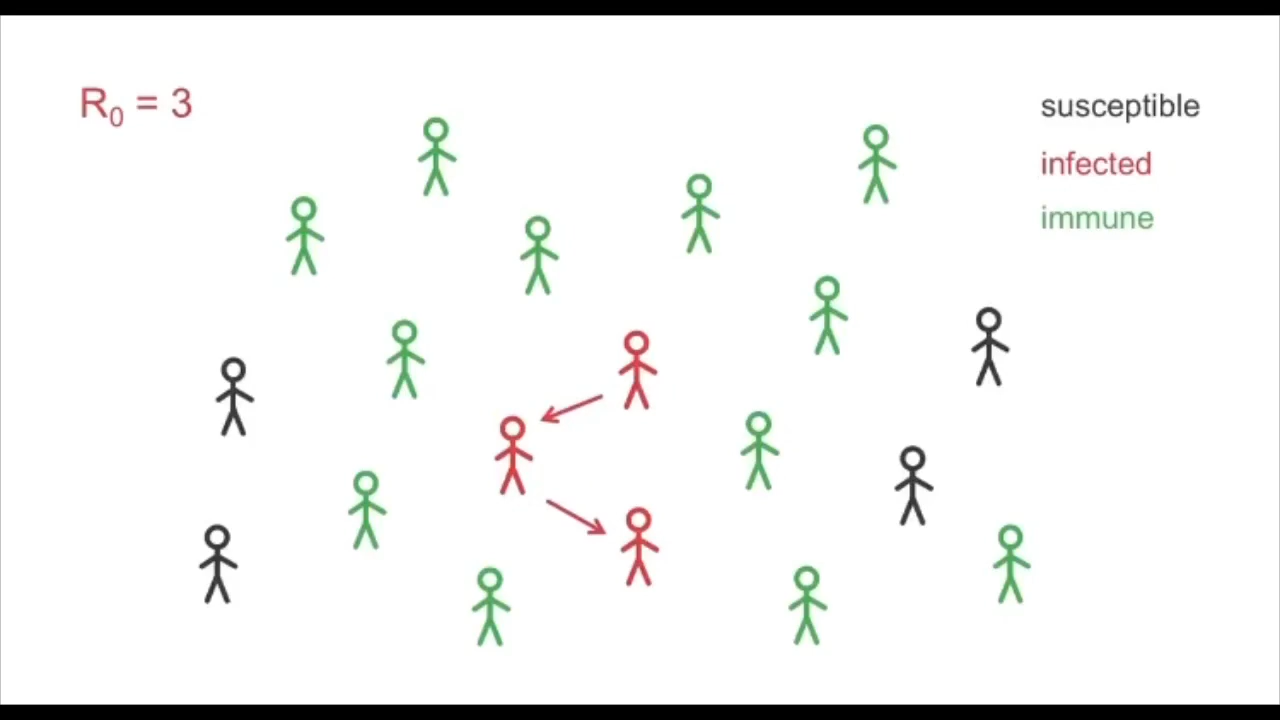 R₀ = 3
susceptible
infected
immune